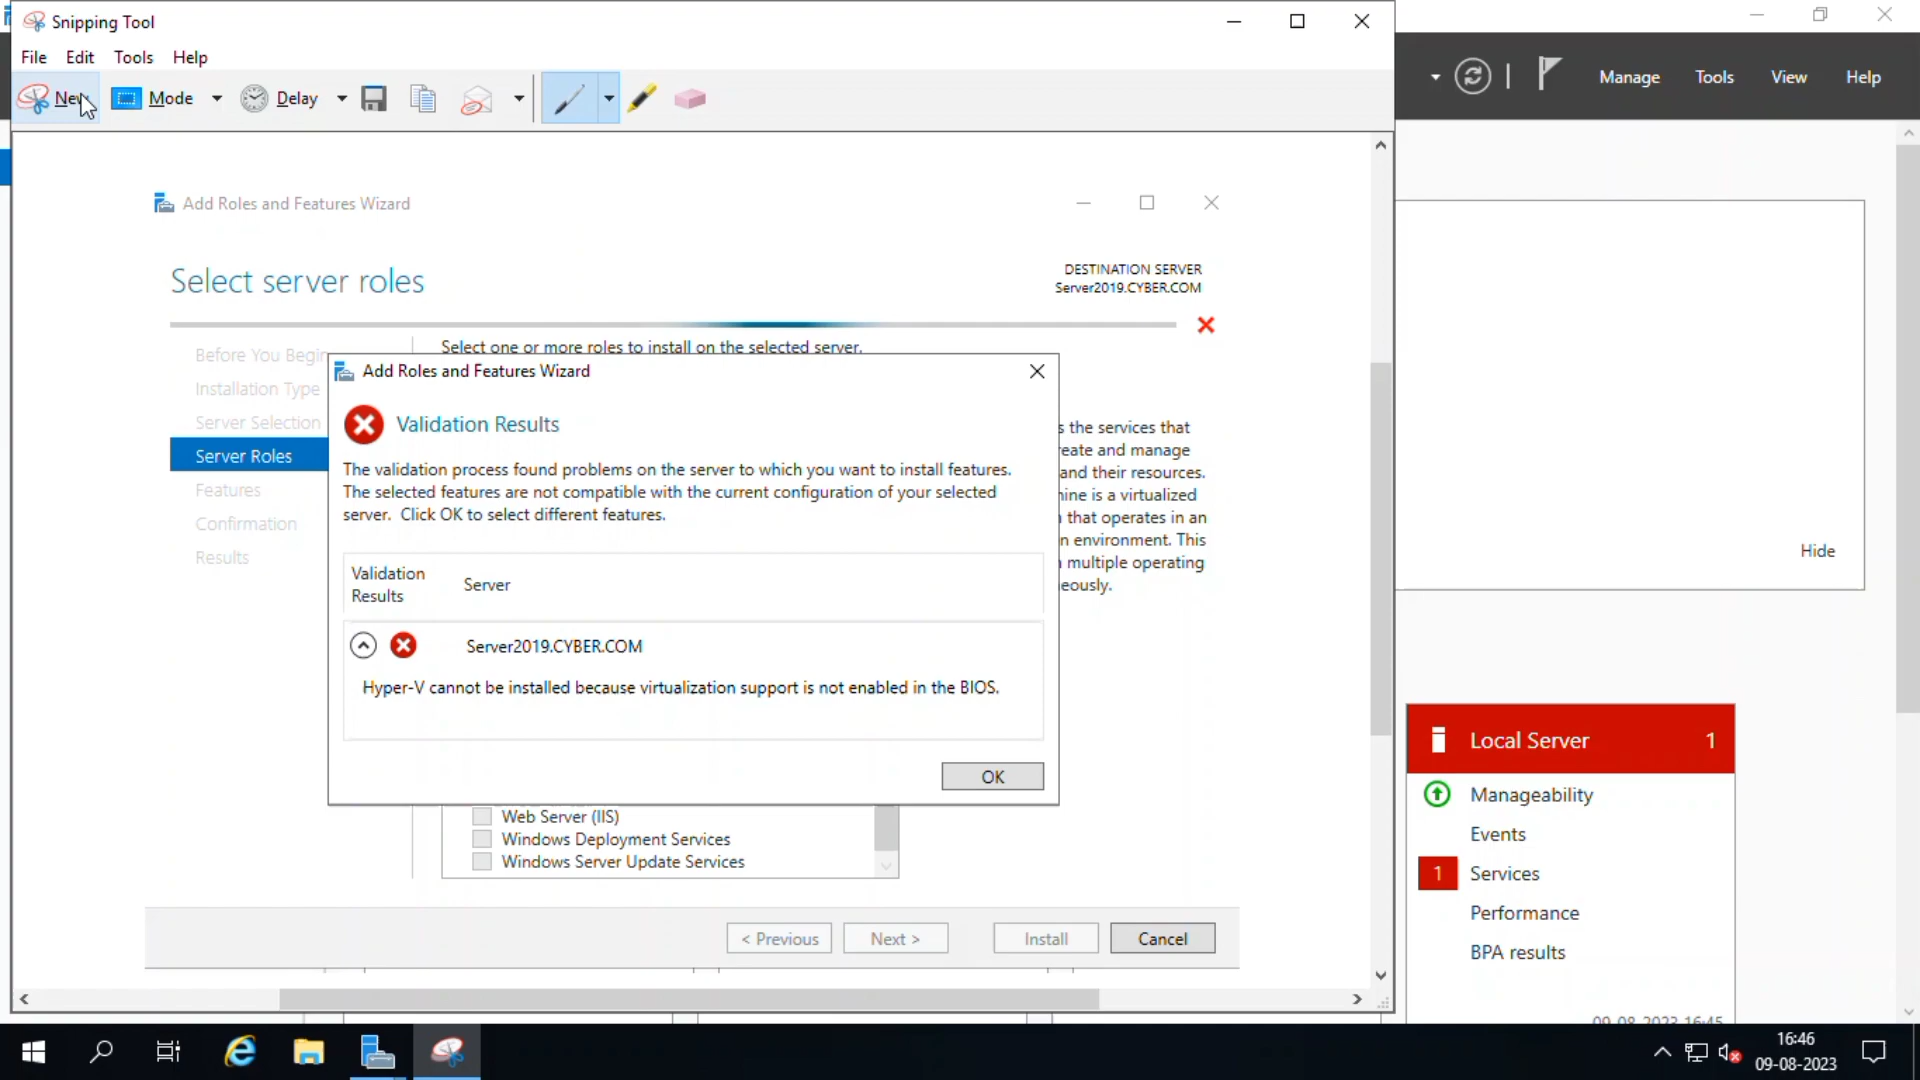 Snipping Tool
File Edit Tools Help
New Mode Delay
Manage Tools View Help
Add Roles and Features Wizard
Select server roles
DESTINATION SERVER
Server2019.CYBER.COM
Before You Begin
Installation Type
Server Selection
Server Roles
Features
Confirmation
Results
Select one or more roles to install on the selected server.
Add Roles and Features Wizard
Validation Results
The validation process found problems on the server to which you want to install features.
The selected features are not compatible with the current configuration of your selected
server. Click OK to select different features.
Validation
Results
Server
Server2019.CYBER.COM
Hyper-V cannot be installed because virtualization support is not enabled in the BIOS.
OK
the services that
and manage
and their resources.
is a virtualized
that operates in an
environment. This
multiple operating
Web Server (IIS)
Windows Deployment Services
Windows Server Update Services
< Previous Next > Install Cancel
Hide
Local Server 1
Manageability
Events
1 Services
Performance
BPA results
09-08-2023 16:45
16:46
09-08-2023